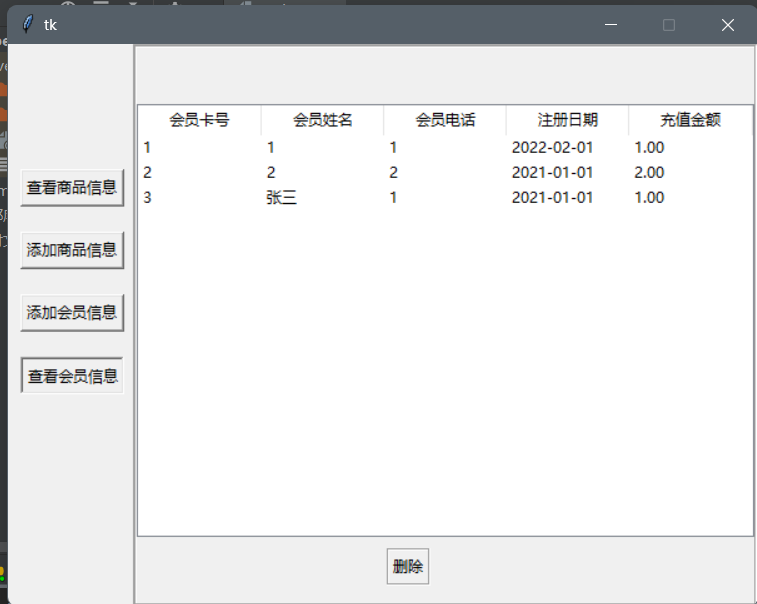 tk
会员卡号 会员姓名 会员电话 注册日期 充值金额
1 1 1 2022-02-01 1.00
2 2 2 2021-01-01 2.00
3 张三 1 2021-01-01 1.00
查看商品信息
添加商品信息
添加会员信息
查看会员信息
删除